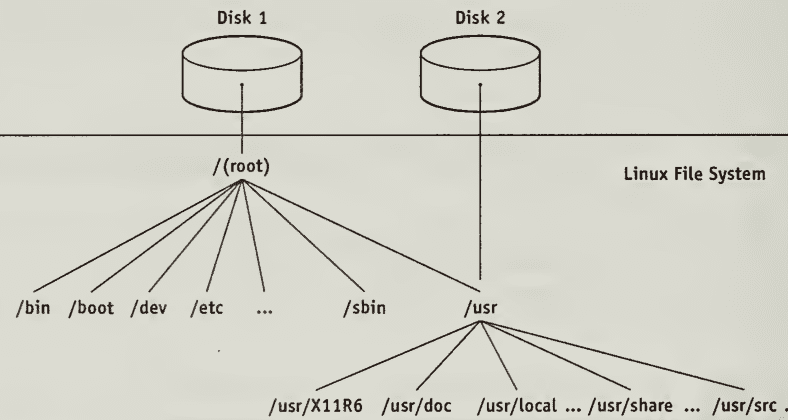 Disk 1 Disk 2
/(root)
Linux File System
/bin /boot /dev /etc ... /sbin /usr
/usr/X11R6 /usr/doc /usr/local ... /usr/share ... /usr/src .